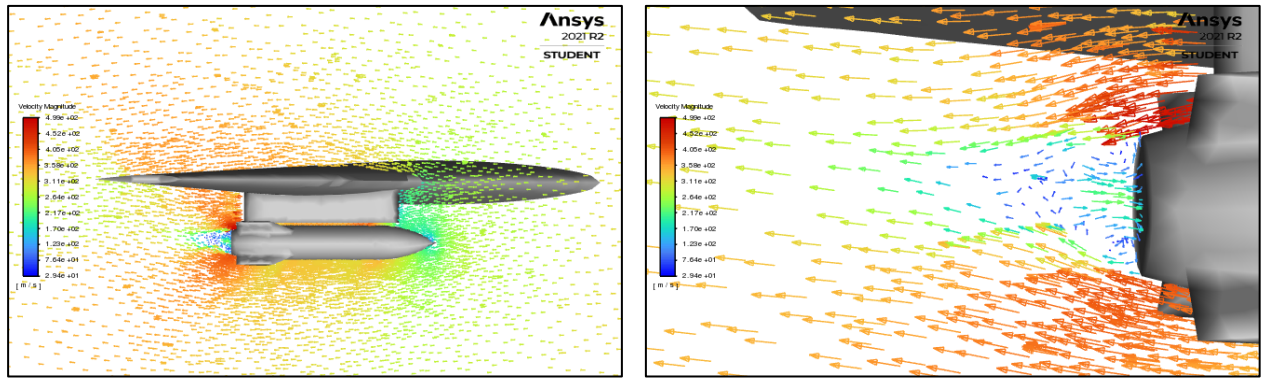 Ansys
2021 R2
STUDENT
Velocity Magnitude
4.99e +02
4.52e +02
4.05e +02
3.58e +02
3.11e +02
2.64e +02
2.17e +02
1.70e +02
1.23e +02
7.64e +01
2.94e +01
[ m / s ]
Ansys
2021 R2
STUDENT
Velocity Magnitude
4.99e +02
4.52e +02
4.05e +02
3.58e +02
3.11e +02
2.64e +02
2.17e +02
1.70e +02
1.23e +02
7.64e +01
2.94e +01
[ m / s ]